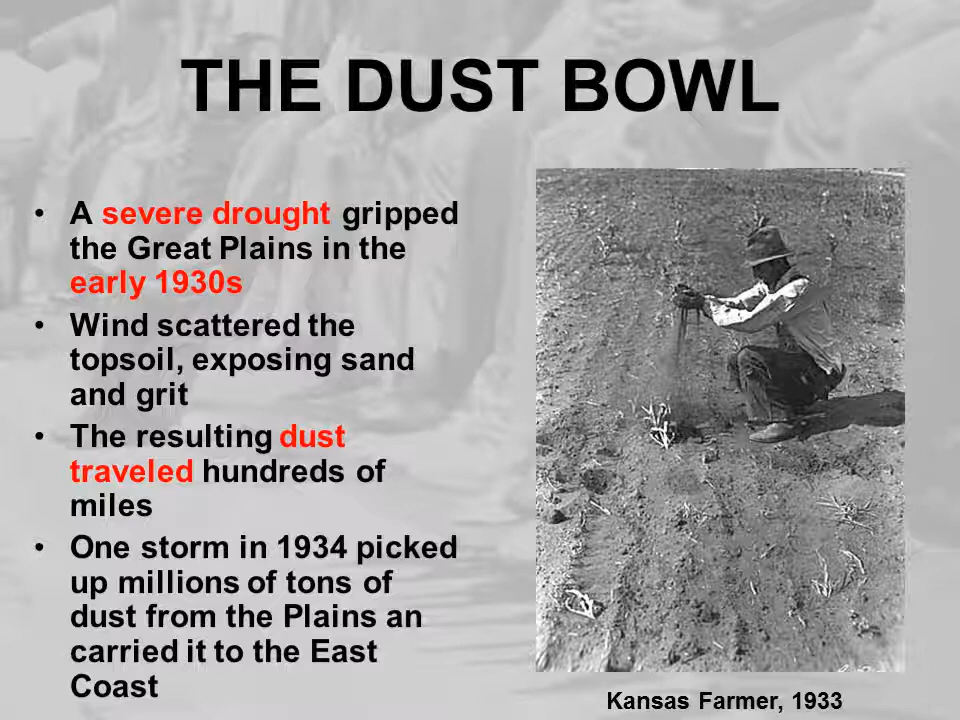 THE DUST BOWL
• A severe drought gripped
the Great Plains in the
early 1930s
• Wind scattered the
topsoil, exposing sand
and grit
• The resulting dust
traveled hundreds of
miles
• One storm in 1934 picked
up millions of tons of
dust from the Plains an
carried it to the East
Coast
Kansas Farmer, 1933